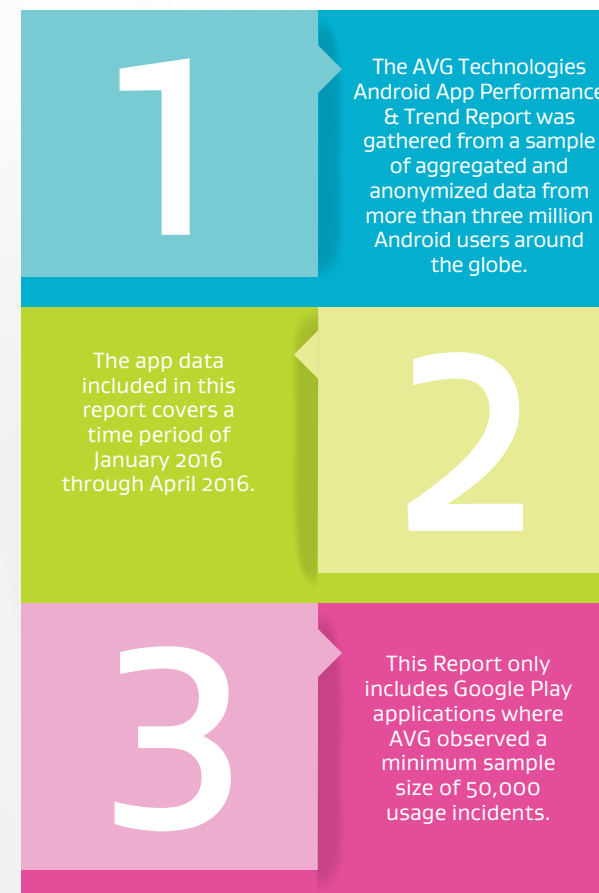 1
The AVG Technologies
Android App Performance
& Trend Report was
gathered from a sample
of aggregated and
anonymized data from
more than three million
Android users around
the globe.
The app data
included in this
report covers a
time period of
January 2016
through April 2016.
2
3
This Report only
includes Google Play
applications where
AVG observed a
minimum sample
size of 50,000
usage incidents.